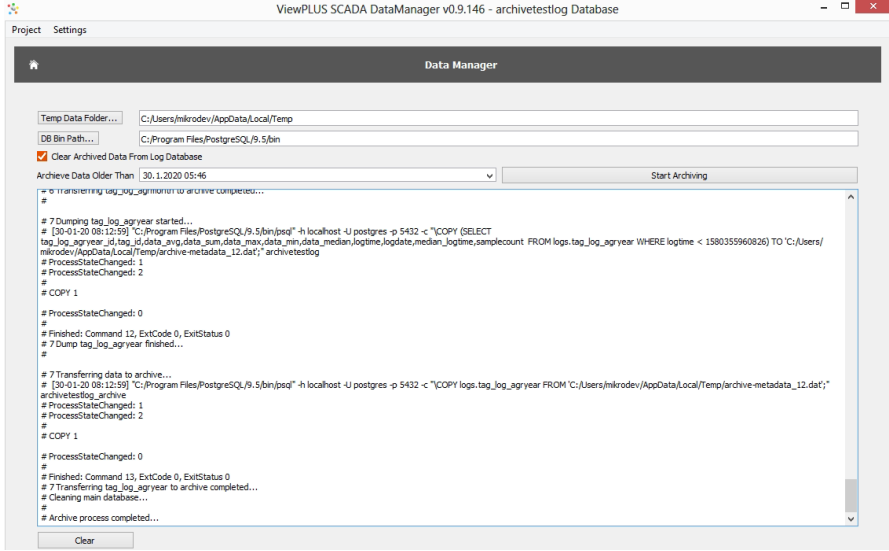 ViewPLUS SCADA DataManager v0.9.146 - archivetestlog Database
Project Settings
Data Manager
Temp Data Folder... C:/Users/mikrodev/AppData/Local/Temp
DB Bin Path... C:/Program Files/PostgreSQL/9.5/bin
Clear Archived Data From Log Database
Archieve Data Older Than 30.1.2020 05:46 Start Archiving
# 6 Transferring tag_log_agrmonth to archive completed...
#
# 7 Dumping tag_log_agryear started...
# [30-01-20 08:12:59] "C:/Program Files/PostgreSQL/9.5/bin/psql" -h localhost -U postgres -p 5432 -c "\COPY (SELECT
tag_log_agryear_id,tag_id,data_avg,data_sum,data_max,data_min,data_median,logtime,logdate,median_logtime,samplecount FROM logs.tag_log_agryear WHERE logtime < 1580355960826) TO 'C:/Users/
mikrodev/AppData/Local/Temp/archive-metadata_12.dat';" archivetestlog
# ProcessStateChanged: 1
# ProcessStateChanged: 2
#
# COPY 1
# ProcessStateChanged: 0
#
# Finished: Command 12, ExtCode 0, ExitStatus 0
# 7 Dump tag_log_agryear finished...
#
# 7 Transferring data to archive...
# [30-01-20 08:12:59] "C:/Program Files/PostgreSQL/9.5/bin/psql" -h localhost -U postgres -p 5432 -c "\COPY logs.tag_log_agryear FROM 'C:/Users/mikrodev/AppData/Local/Temp/archive-metadata_12.dat';"
archivetestlog_archive
# ProcessStateChanged: 1
# ProcessStateChanged: 2
#
# COPY 1
# ProcessStateChanged: 0
#
# Finished: Command 13, ExtCode 0, ExitStatus 0
# 7 Transferring tag_log_agryear to archive completed...
# Cleaning main database...
#
# Archive process completed...
Clear